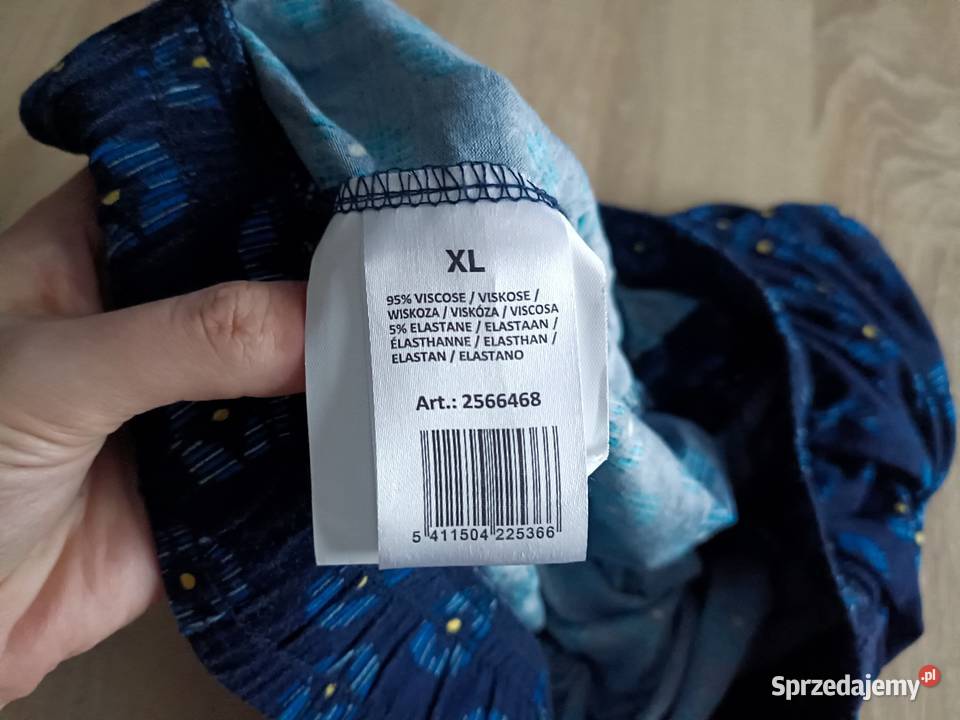 XL
95% VISCOSE / VISKOSE /
WISKOZA / VISKÓZA / VISCOSA
5% ELASTANE / ELASTAAN /
ÉLASTHANNE / ELASTHAN /
ELASTAN / ELASTANO
Art.: 2566468
5 411504 225366
Sprzedajemy.pl